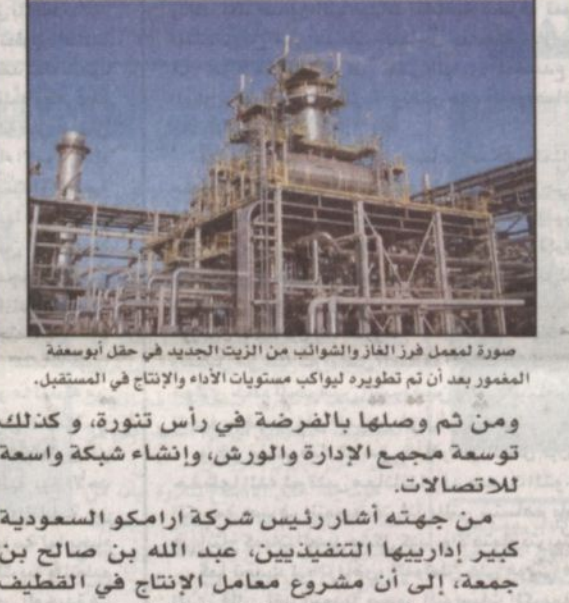 صورة لمعمل فرز الغاز والشوائب من الزيت الجديد في حقل أبوسعفة
المغمور بعد أن تم تطويره ليواكب مستويات الأداء والإنتاج في المستقبل.
ومن ثم وصلها بالفرضة في رأس تنورة، و كذلك
توسعة مجمع الإدارة والورش، وإنشاء شبكة واسعة
للاتصالات.
من جهته أشار رئيس شركة ارامكو السعودية
كبير إدارييها التنفيذيين، عبد الله بن صالح بن
جمعة، إلى أن مشروع معامل الإنتاج في القطيف